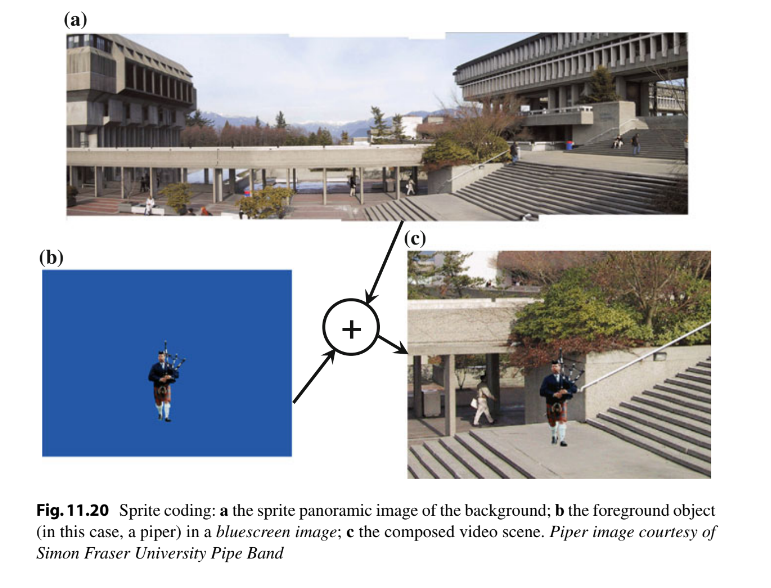 (a)
(b)
(c)
+
Fig. 11.20 Sprite coding: a the sprite panoramic image of the background; b the foreground object
(in this case, a piper) in a bluescreen image; c the composed video scene. Piper image courtesy of
Simon Fraser University Pipe Band